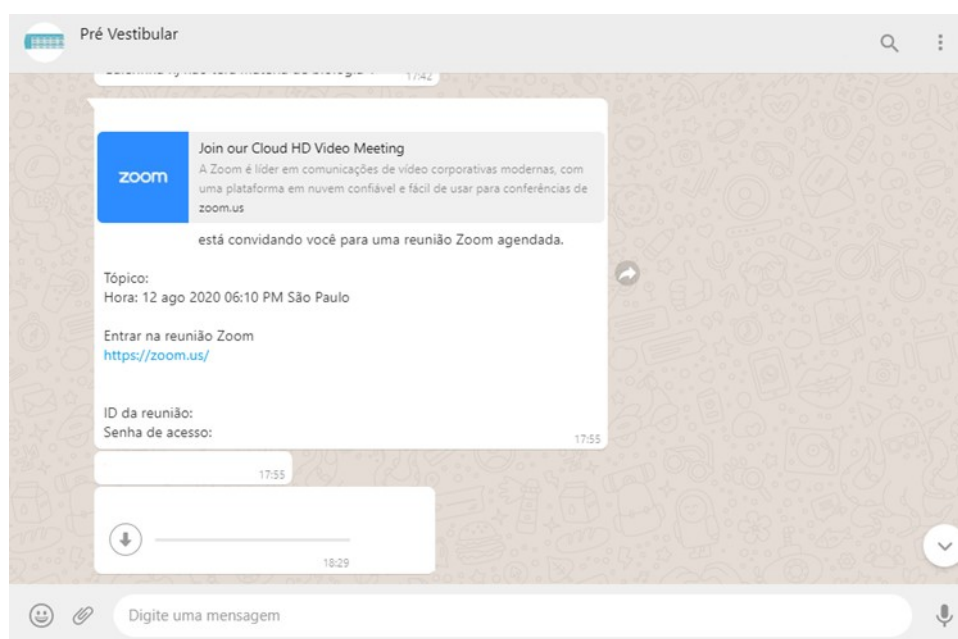 Pré Vestibular
17:42
zoom
Join our Cloud HD Video Meeting
A Zoom é líder em comunicações de vídeo corporativas modernas, com
uma plataforma em nuvem confiável e fácil de usar para conferências de
zoom.us
está convidando você para uma reunião Zoom agendada.
Tópico:
Hora: 12 ago 2020 06:10 PM São Paulo
Entrar na reunião Zoom
https://zoom.us/
ID da reunião:
Senha de acesso:
17:55
17:55
18:29
Digite uma mensagem